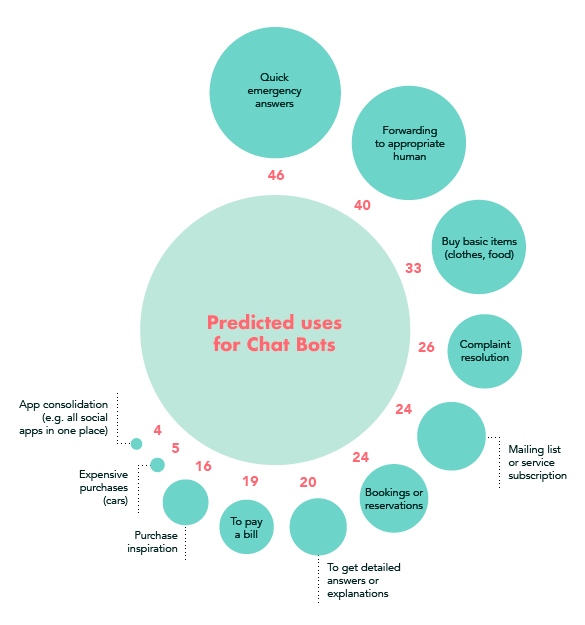 Quick
emergency
answers
46
Forwarding
to appropriate
human
40
Buy basic items
(clothes, food)
33
Predicted uses
for Chat Bots
Complaint
resolution
26
24
Mailing list
or service
subscription
24
Bookings or
reservations
20
To get detailed
answers or
explanations
19
To pay
a bill
16
Purchase
inspiration
5
Expensive
purchases
(cars)
4
App consolidation
(e.g. all social
apps in one place)